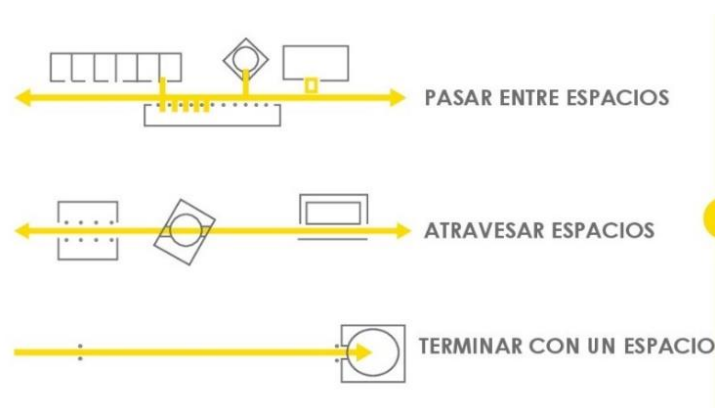 PASAR ENTRE ESPACIOS
ATRAVESAR ESPACIOS
TERMINAR CON UN ESPACIO